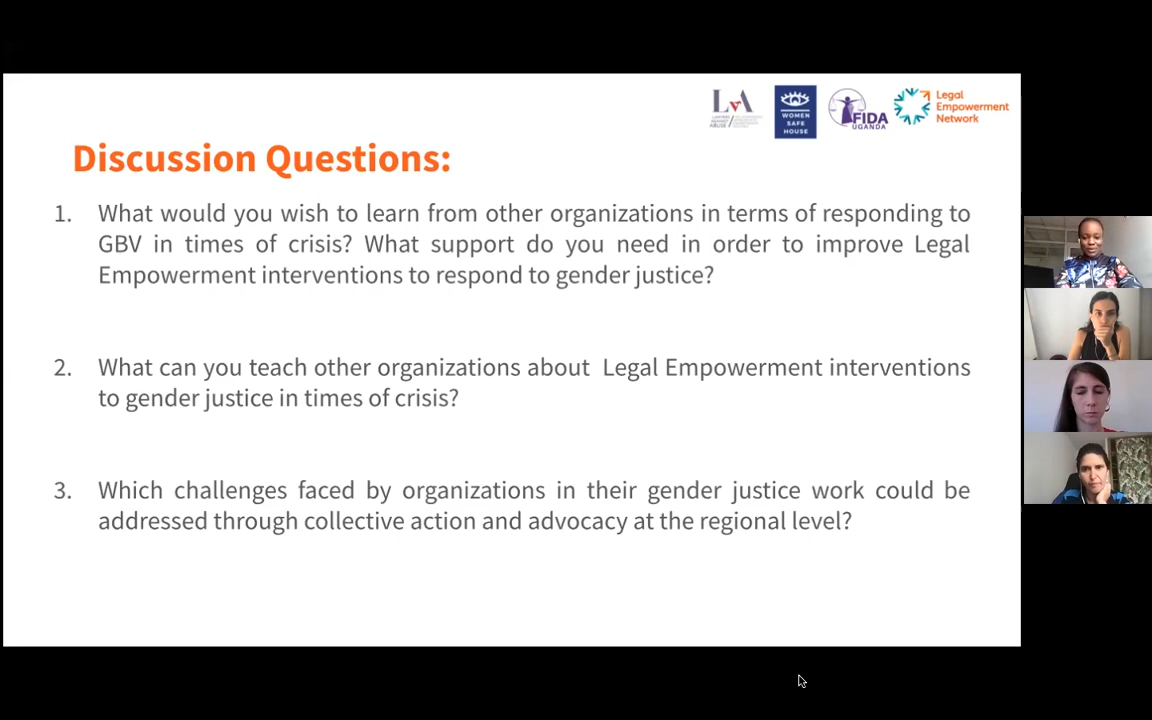 LvA
LAWYERS
AGAINST
ABUSE
WOMEN
SAFE
HOUSE
FIDA
UGANDA
Legal
Empowerment
Network
Discussion Questions:
1. What would you wish to learn from other organizations in terms of responding to
GBV in times of crisis? What support do you need in order to improve Legal
Empowerment interventions to respond to gender justice?
2. What can you teach other organizations about Legal Empowerment interventions
to gender justice in times of crisis?
3. Which challenges faced by organizations in their gender justice work could be
addressed through collective action and advocacy at the regional level?